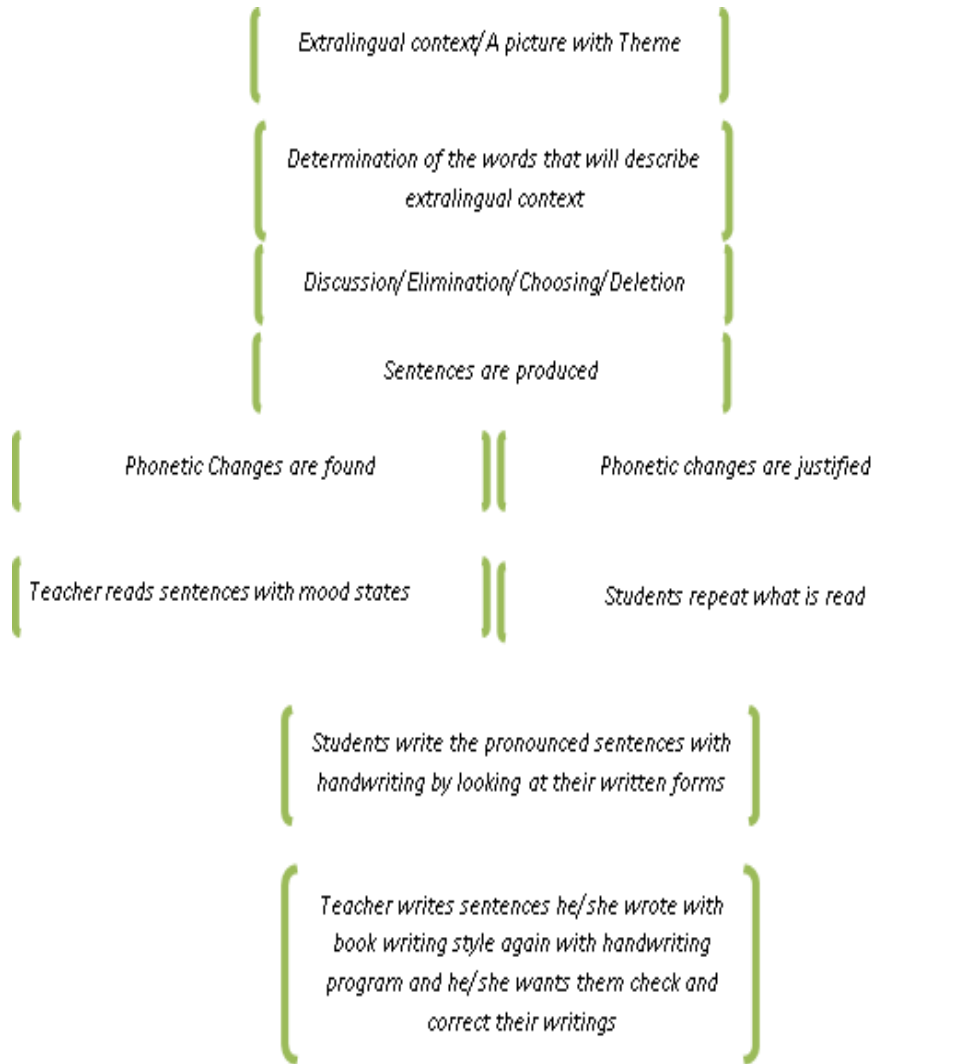 Extralingual context/A picture with Theme
Determination of the words that will describe
extralingual context
Discussion/Elimination/Choosing/Deletion
Sentences are produced
Phonetic Changes are found
Phonetic changes are justified
Teacher reads sentences with mood states
Students repeat what is read
Students write the pronounced sentences with
handwriting by looking at their written forms
Teacher writes sentences he/she wrote with
book writing style again with handwriting
program and he/she wants them check and
correct their writings